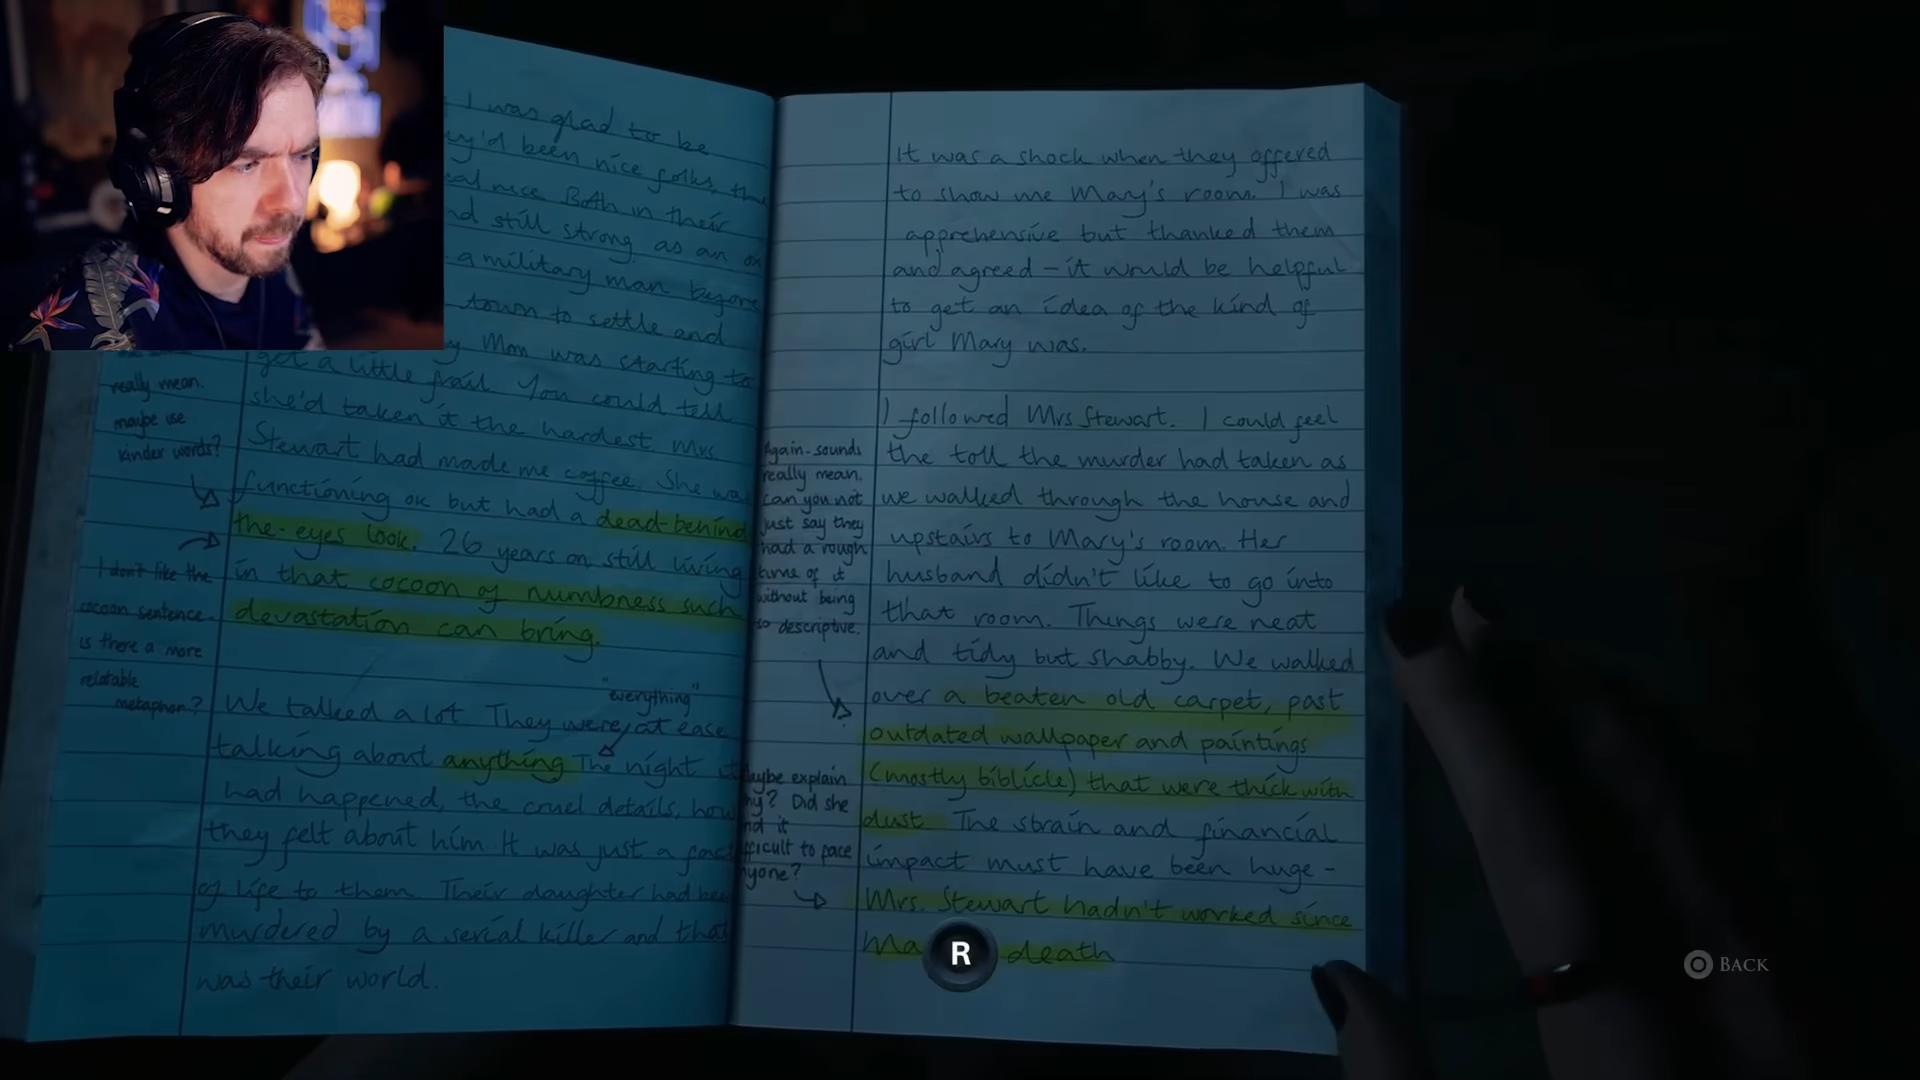 I was glad to be
been nice folks, the
nice Both in their
still strong as an
a military man before
town to settle and
Mom was starting to
get a little frail You could tell
she'd taken it the hardest Mrs
Stewart had made me coffee. She was
functioning ok but had a dead-behind
the-eyes look. 26 years on, still living
in that cocoon of numbness such
devastation can bring.
really mean.
maybe use
kinder words?
I don't like the
cocoon sentence-
is there a more
relatable
metaphor?
"everything"
We talked a lot They were at ease
talking about anything The night it
had happened, the cruel details, how
they felt about him It was just a fact
of life to them Their daughter had been
murdered by a serial killer and that
was their world.
It was a shock when they offered
to show me Mary's room. I was
apprehensive but thanked them
and agreed - it would be helpful
to get an idea of the kind of
girl Mary was.
I followed Mrs Stewart. I could feel
the toll the murder had taken as
we walked through the house and
upstairs to Mary's room. Her
husband didn't like to go into
that room. Things were neat
and tidy but shabby. We walked
over a beaten old carpet, past
outdated wallpaper and paintings
(mostly biblicle) that were thick with
dust The strain and financial
impact must have been huge -
Mrs. Stewart hadn't worked since
death
Again-sounds
really mean.
can you not
just say they
had a rough
time of it
without being
so descriptive.
explain
Did she
it
to face
R
BACK